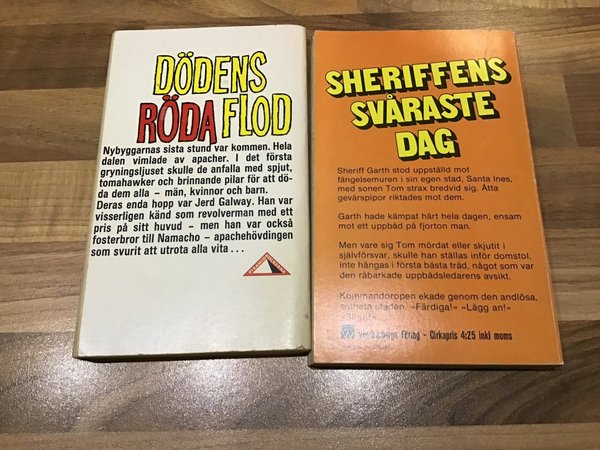 DÖDENS
RÖDA FLOD
Nybyggarnas sista stund var kommen. Hela
dalen vimlade av apacher. I det första
gryningsljuset skulle de anfalla med spjut,
tomahawker och brinnande pilar för att dö-
da dem alla – män, kvinnor och barn.
Deras enda hopp var Jerd Galway. Han var
visserligen känd som revolverman med ett
pris på sitt huvud – men han var också
fosterbror till Namacho – apachehövdingen
som svurit att utrota alla vita . . .
SHERIFFENS
SVÅRASTE
DAG
Sheriff Garth stod uppställd mot
fängelsemuren i sin egen stad, Santa Ines,
med sonen Tom strax bredvid sig. Åtta
gevärspipor riktades mot dem.
Garth hade kämpat hårt hela dagen, ensam
mot ett uppbåd på fjorton man.
Men vare sig Tom mördat eller skjutit i
självförsvar, skulle han ställas inför domstol,
inte hängas i första bästa träd, något som var
den råbarkade uppbådsledarens avsikt.
Kommandoropen ekade genom den andlösa,
solheta staden. »Färdiga!» »Lägg an!»
Förlag – Cirkapris 4:25 inkl moms